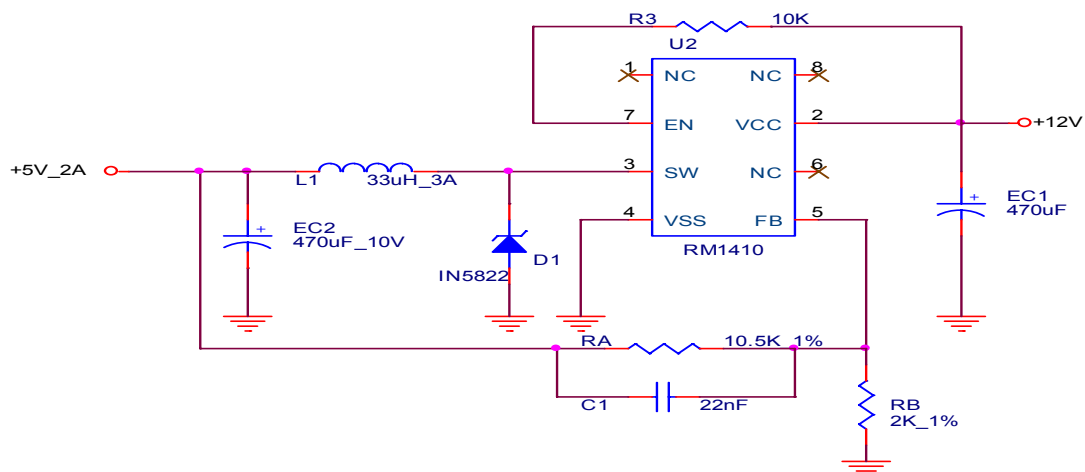 R3 10K
U2
1 NC NC 8
7 EN VCC 2
+12V
+5V_2A
L1 33uH_3A
3 SW NC 6
EC1
470uF
4 VSS FB 5
EC2
470uF_10V
RM1410
D1
IN5822
RA 10.5K_1%
C1 22nF
RB
2K_1%